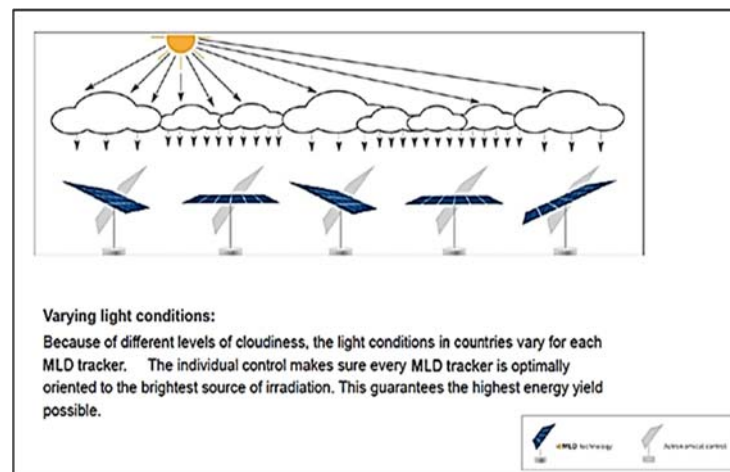 Varying light conditions:
Because of different levels of cloudiness, the light conditions in countries vary for each
MLD tracker. The individual control makes sure every MLD tracker is optimally
oriented to the brightest source of irradiation. This guarantees the highest energy yield
possible.
MLD technology
control